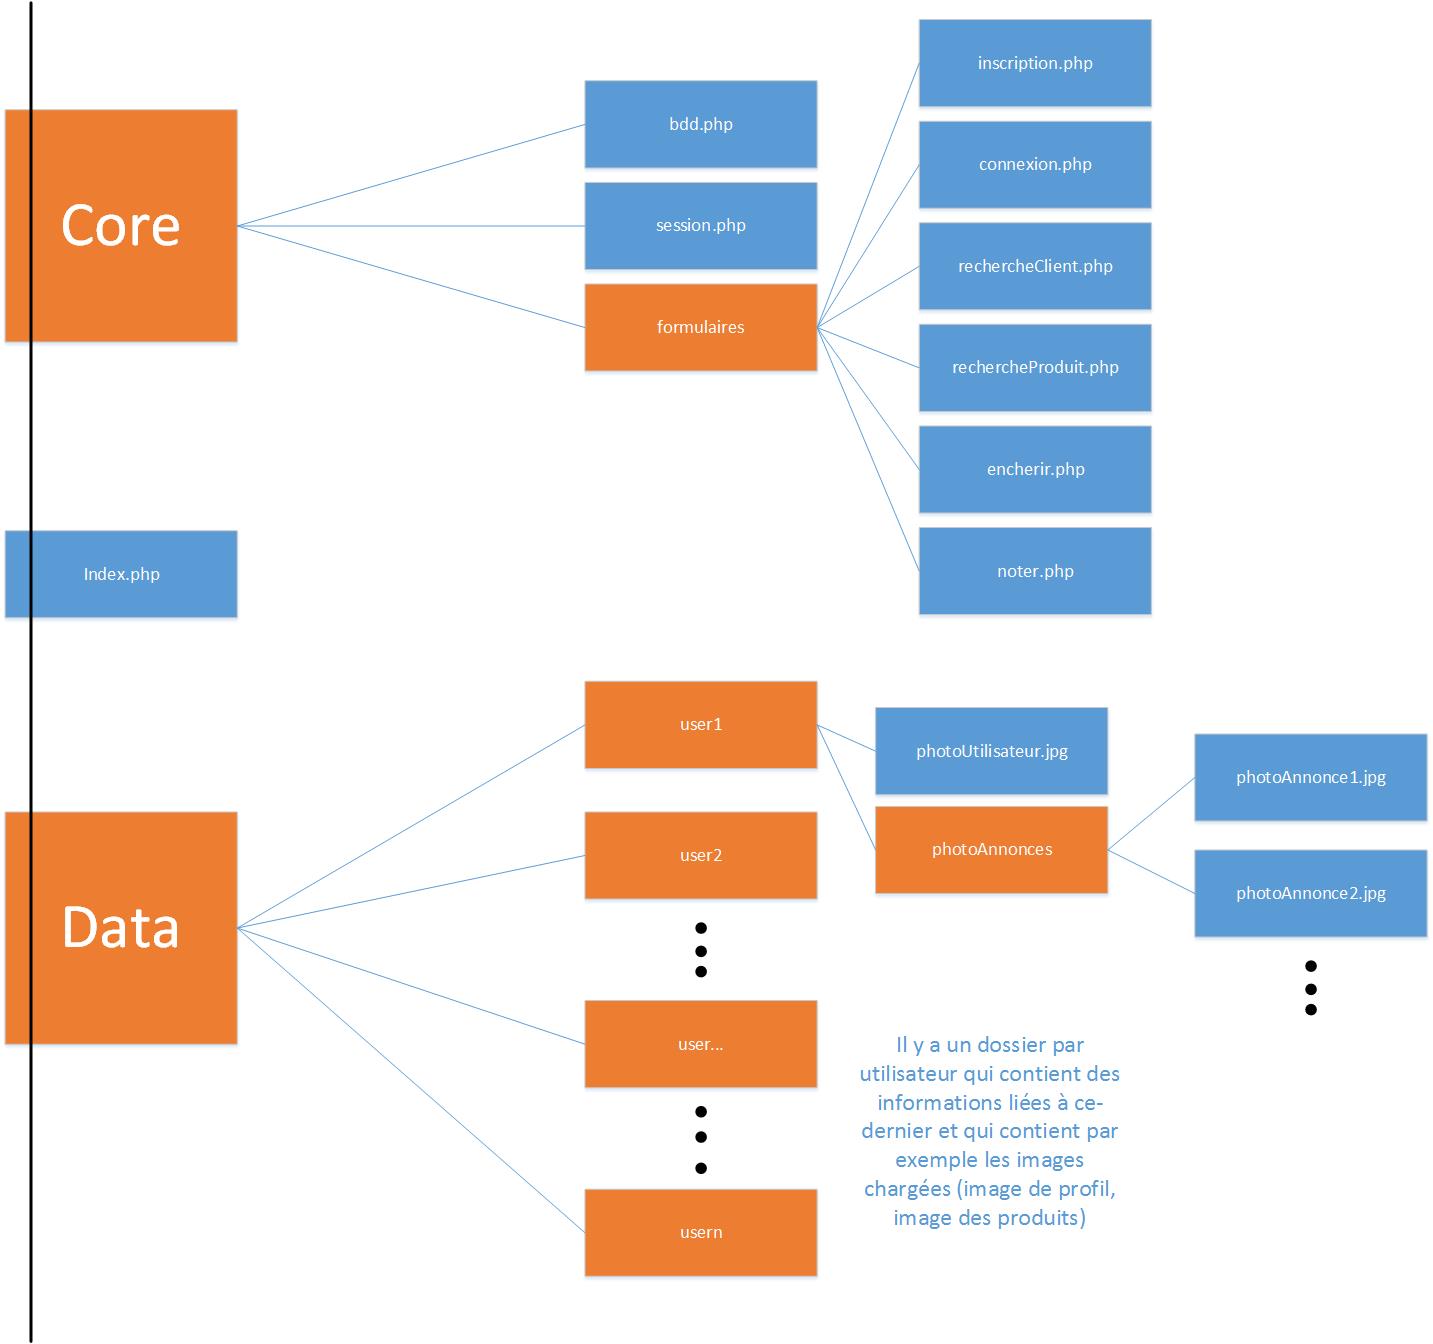 Core
bdd.php
session.php
formulaires
inscription.php
connexion.php
rechercheClient.php
rechercheProduit.php
encherir.php
noter.php
Index.php
Data
user1
user2
user...
usern
photoUtilisateur.jpg
photoAnnonces
photoAnnonce1.jpg
photoAnnonce2.jpg
Il y a un dossier par
utilisateur qui contient des
informations liées à ce-
dernier et qui contient par
exemple les images
chargées (image de profil,
image des produits)